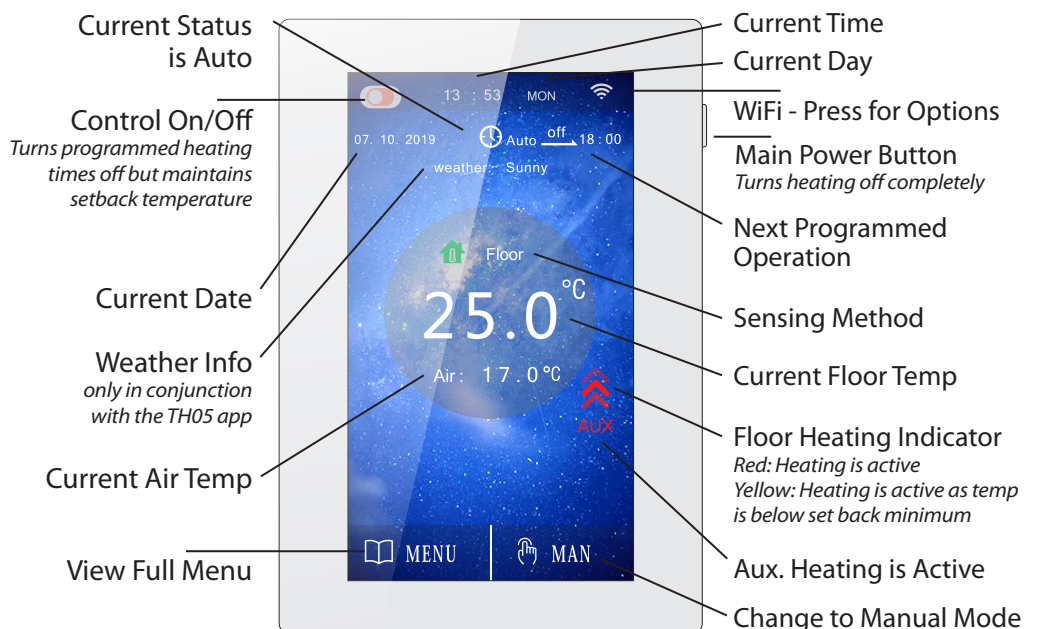 Current Status
is Auto
Control On/Off
Turns programmed heating
times off but maintains
setback temperature
Current Date
Weather Info
only in conjunction
with the TH05 app
Current Air Temp
View Full Menu
13 : 53 MON
07. 10. 2019 Auto off 18:00
weather: Sunny
Floor
25.0°C
Air: 17.0°C
AUX
MENU MAN
Current Time
Current Day
WiFi - Press for Options
Main Power Button
Turns heating off completely
Next Programmed
Operation
Sensing Method
Current Floor Temp
Floor Heating Indicator
Red: Heating is active
Yellow: Heating is active as temp
is below set back minimum
Aux. Heating is Active
Change to Manual Mode